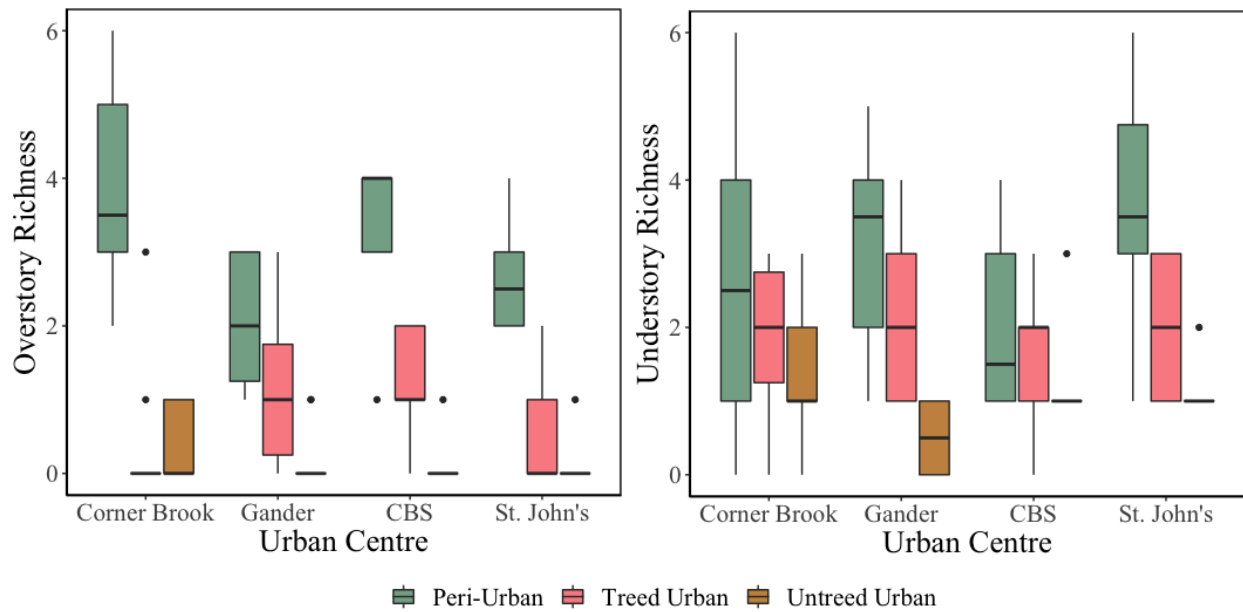 Overstory Richness
6
4
2
0
Corner Brook Gander CBS St. John's
Urban Centre
Understory Richness
6
4
2
0
Corner Brook Gander CBS St. John's
Urban Centre
Peri-Urban Treed Urban Untreed Urban